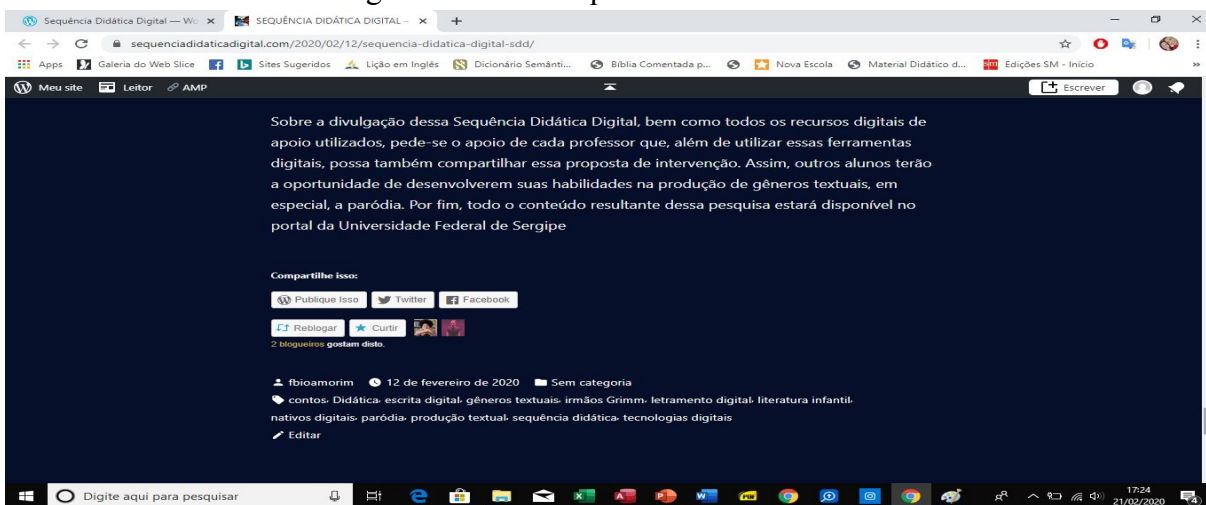 Sequência Didática Digital — Wo
SEQUÊNCIA DIDÁTICA DIGITAL –
sequenciadidaticadigital.com/2020/02/12/sequencia-didatica-digital-sdd/
Apps Galeria do Web Slice Sites Sugeridos Lição em Inglês Dicionário Semânti... Bíblia Comentada p... Nova Escola Material Didático d... Edições SM - Início
Meu site Leitor AMP Escrever
Sobre a divulgação dessa Sequência Didática Digital, bem como todos os recursos digitais de
apoio utilizados, pede-se o apoio de cada professor que, além de utilizar essas ferramentas
digitais, possa também compartilhar essa proposta de intervenção. Assim, outros alunos terão
a oportunidade de desenvolverem suas habilidades na produção de gêneros textuais, em
especial, a paródia. Por fim, todo o conteúdo resultante dessa pesquisa estará disponível no
portal da Universidade Federal de Sergipe
Compartilhe isso:
Publique Isso Twitter Facebook
Reblogar Curtir
2 blogueiros gostam disto.
fbioamorim 12 de fevereiro de 2020 Sem categoria
contos, Didática, escrita digital, gêneros textuais, irmãos Grimm, letramento digital, literatura infantil,
nativos digitais, paródia, produção textual, sequência didática, tecnologias digitais
Editar
Digite aqui para pesquisar
17:24
21/02/2020